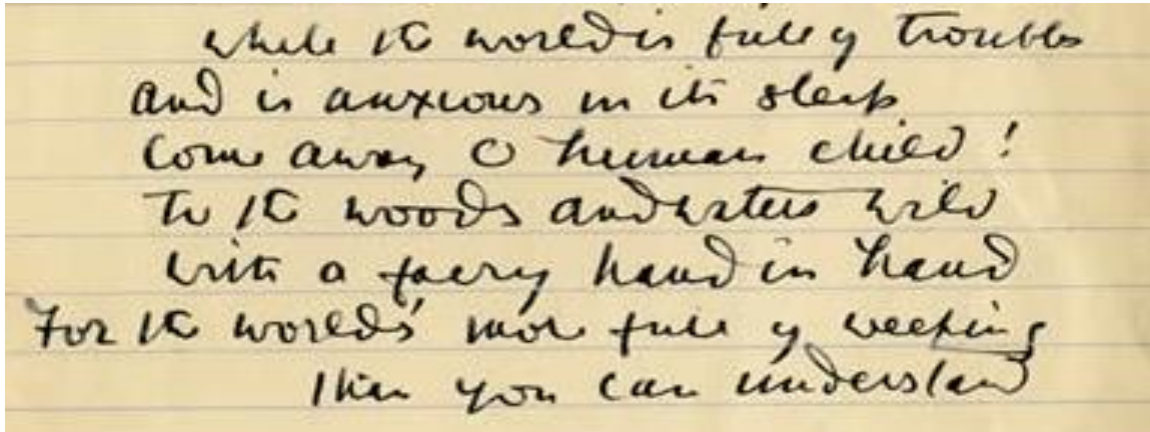 while the world is full of troubles
and is anxious in its sleep
Come away O human child!
To the woods and waters wild
with a faery hand in hand
For the world's more full of weeping
than you can understand